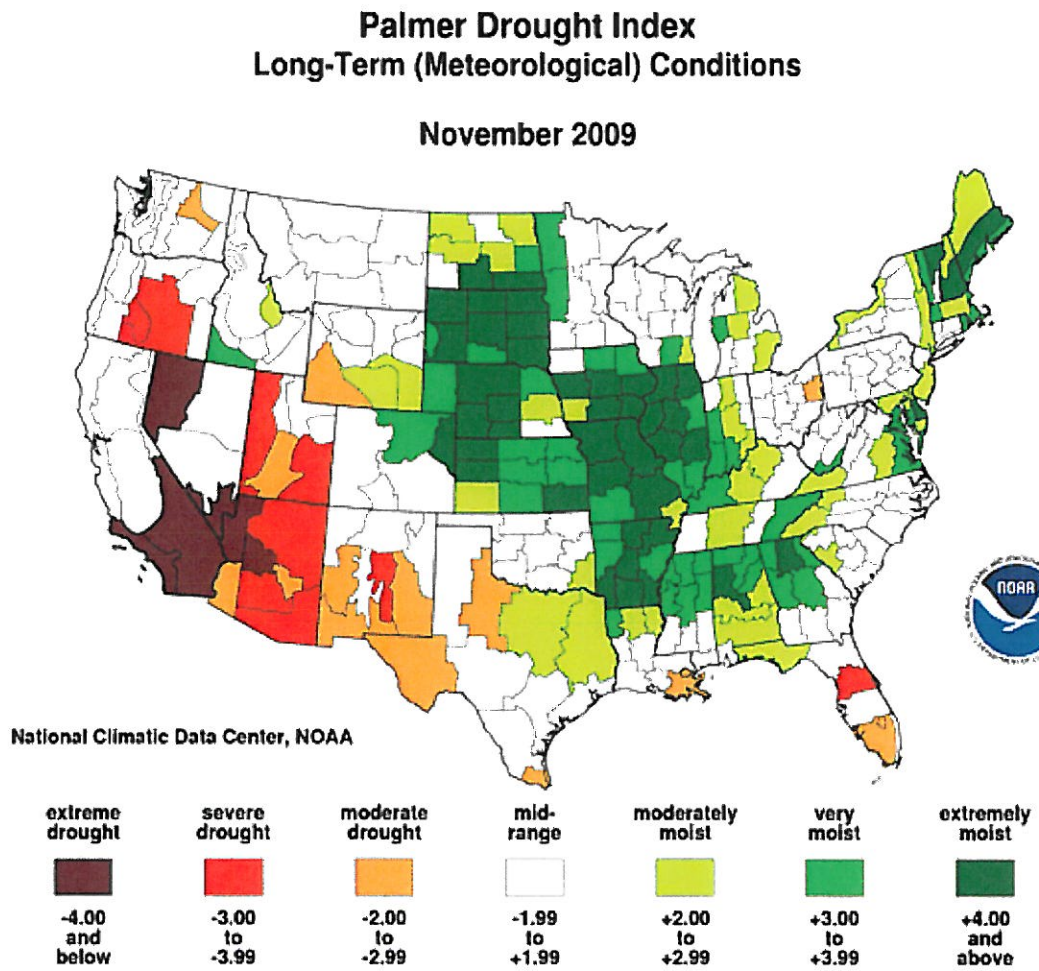 Palmer Drought Index
Long-Term (Meteorological) Conditions
November 2009
NOAA
National Climatic Data Center, NOAA
extreme drought
severe drought
moderate drought
mid-range
moderately moist
very moist
extremely moist
-4.00 and below
-3.00 to -3.99
-2.00 to -2.99
-1.99 to +1.99
+2.00 to +2.99
+3.00 to +3.99
+4.00 and above